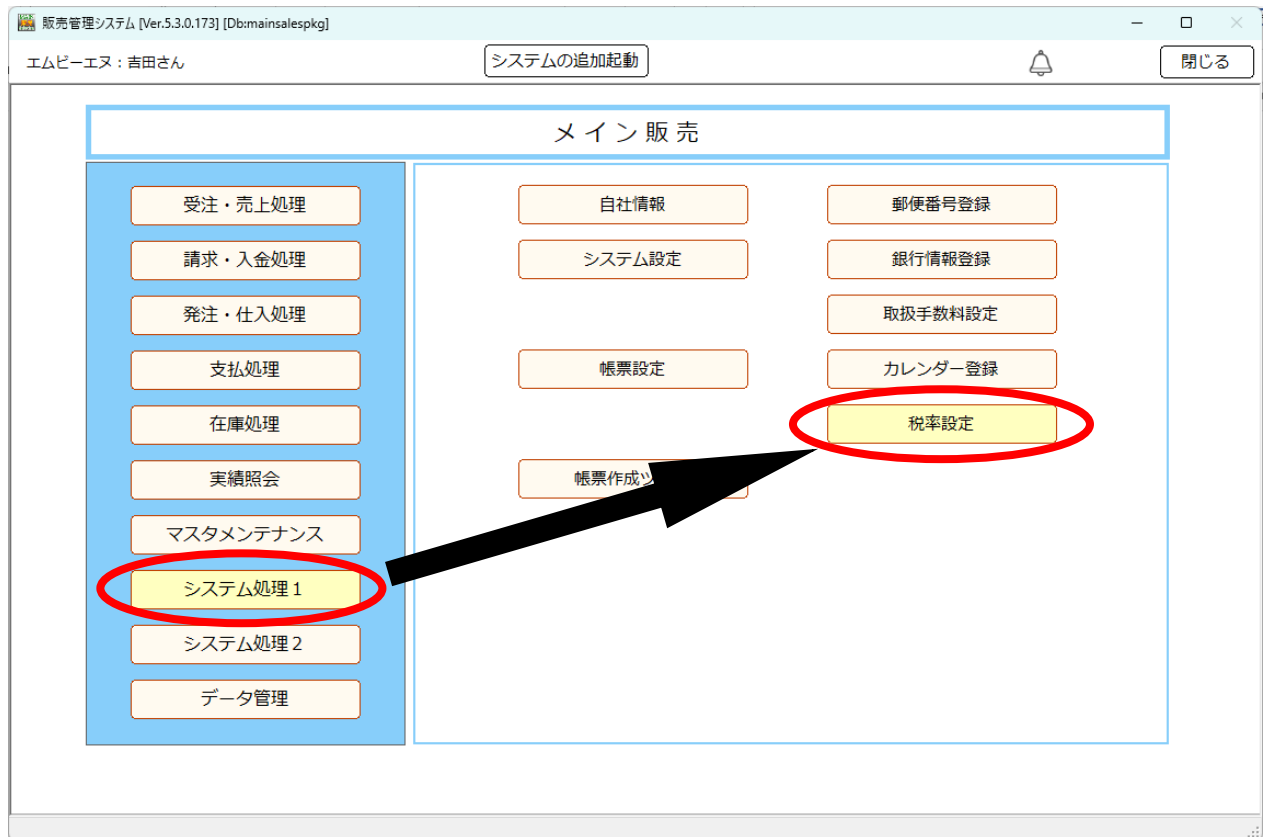 販売管理システム [Ver.5.3.0.173] [Db:mainsalespkg]
エムビーエヌ：吉田さん
システムの追加起動
閉じる
メイン販売
受注・売上処理
請求・入金処理
発注・仕入処理
支払処理
在庫処理
実績照会
マスタメンテナンス
システム処理１
システム処理２
データ管理
自社情報
システム設定
帳票設定
帳票作成
郵便番号登録
銀行情報登録
取扱手数料設定
カレンダー登録
税率設定